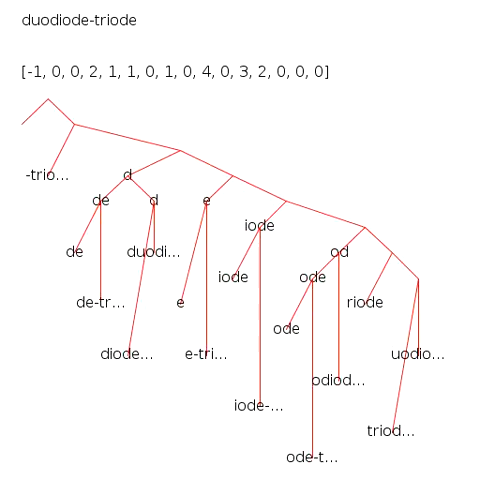 duodiode-triode
[-1, 0, 0, 2, 1, 1, 0, 1, 0, 4, 0, 3, 2, 0, 0, 0]
-trio...
d
de
d
e
iode
de
duodi...
od
iode
ode
de-tr...
e
riode
ode
diode...
e-tri...
uodio...
odiod...
iode-...
triod...
ode-t...